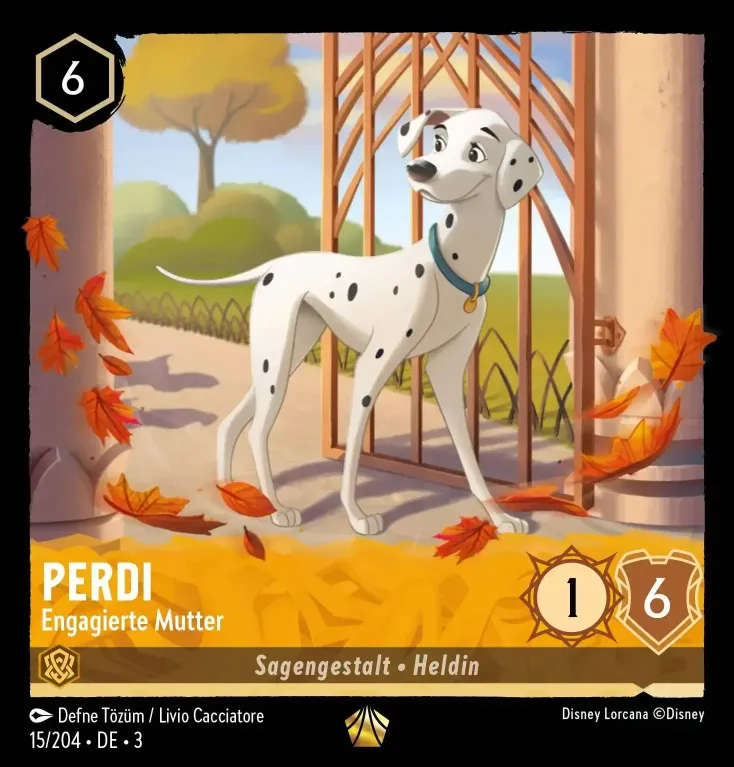 6
PERDI
Engagierte Mutter
1
6
Sagengestalt • Heldin
Defne Tözüm / Livio Cacciatore
Disney Lorcana ©Disney
15/204 • DE • 3